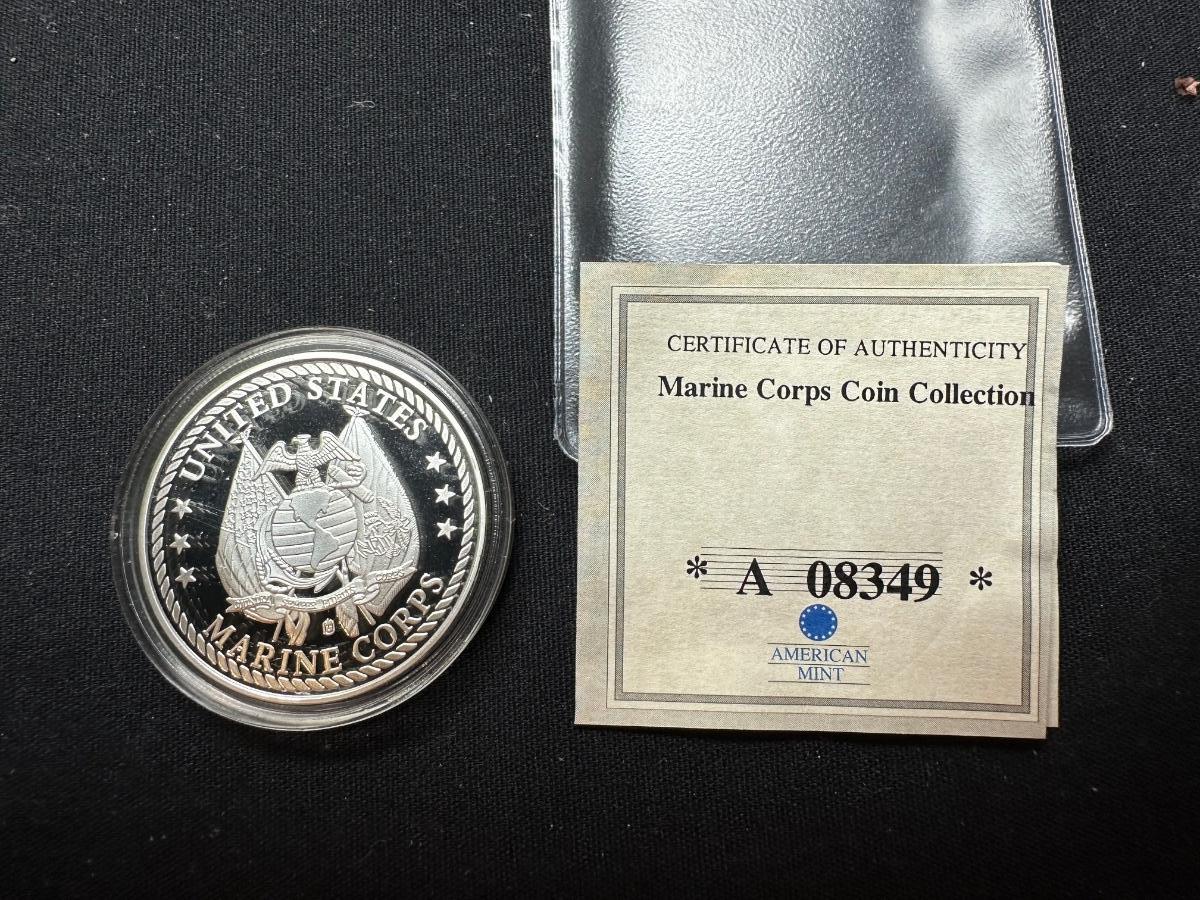 UNITED STATES
MARINE CORPS
CERTIFICATE OF AUTHENTICITY
Marine Corps Coin Collection
* A 08349 *
AMERICAN
MINT